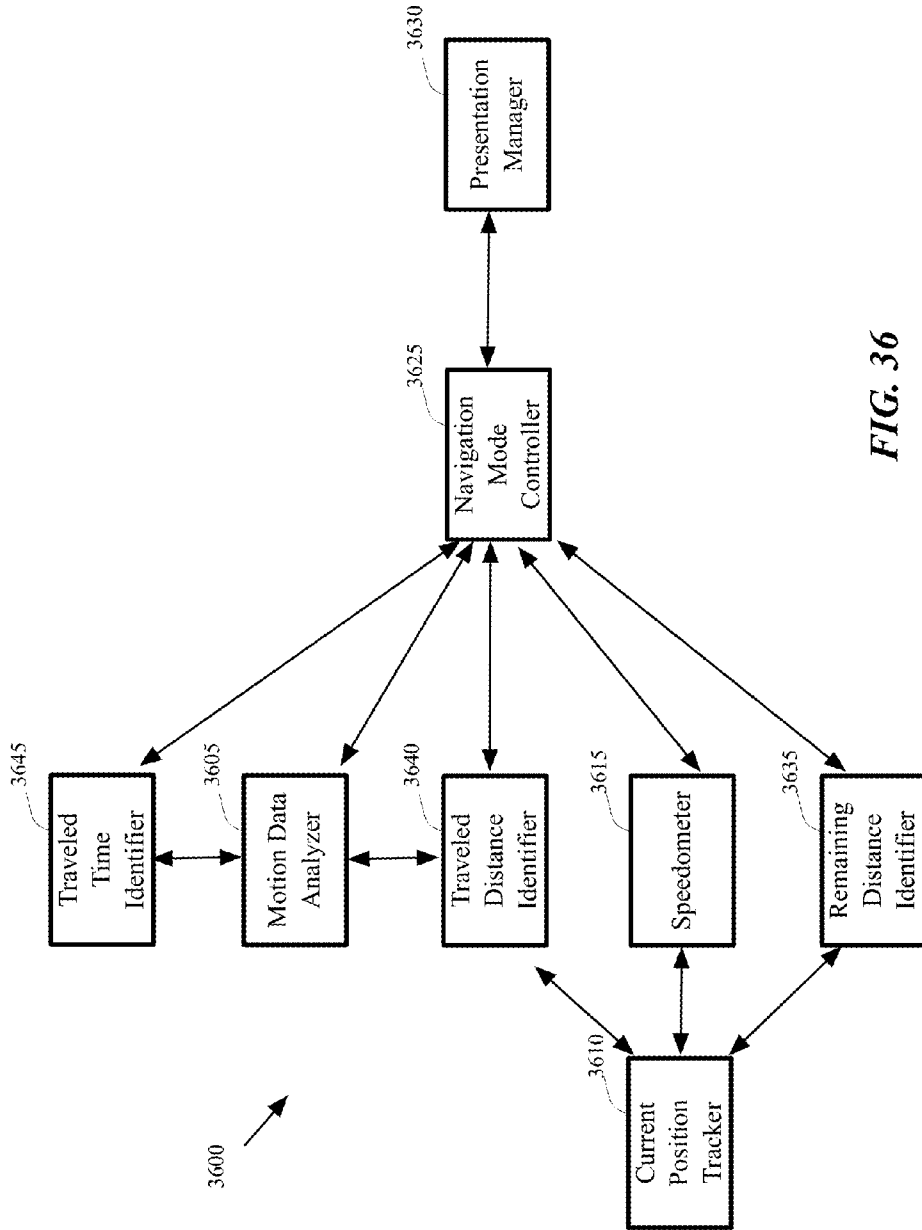 3600
3645
Traveled
Time
Identifier
3605
Motion Data
Analyzer
3640
Traveled
Distance
Identifier
3610
Current
Position
Tracker
3615
Speedometer
3635
Remaining
Distance
Identifier
3625
Navigation
Mode
Controller
3630
Presentation
Manager
FIG. 36